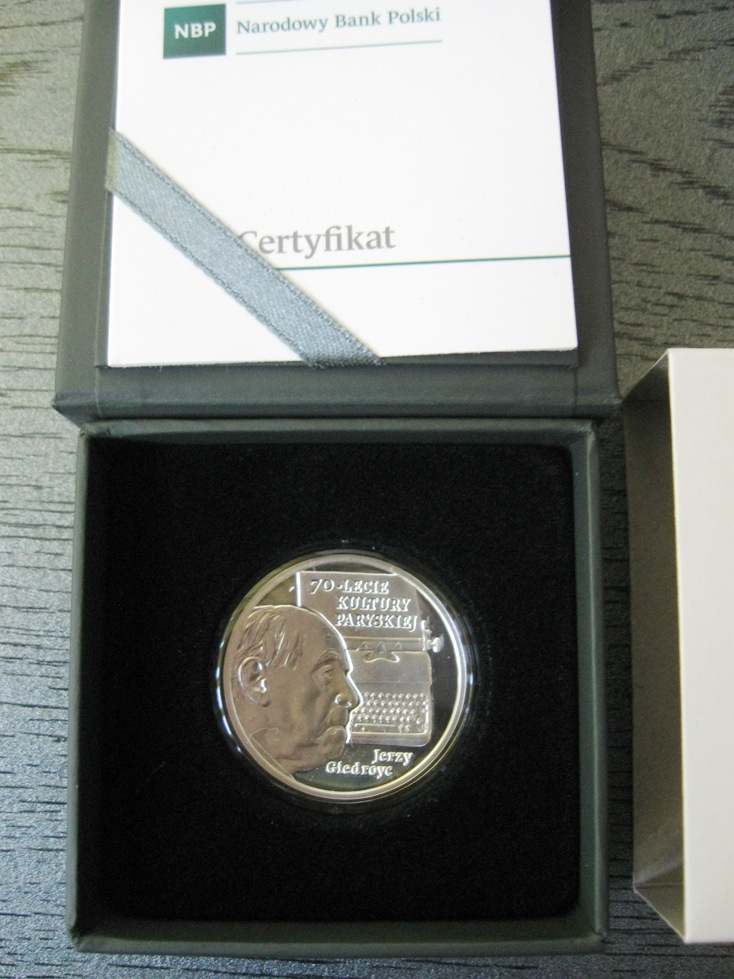 NBP
Narodowy Bank Polski
Certyfikat
70-LECIE
KULTURY
PARYSKIEJ
Jerzy
Giedroyc